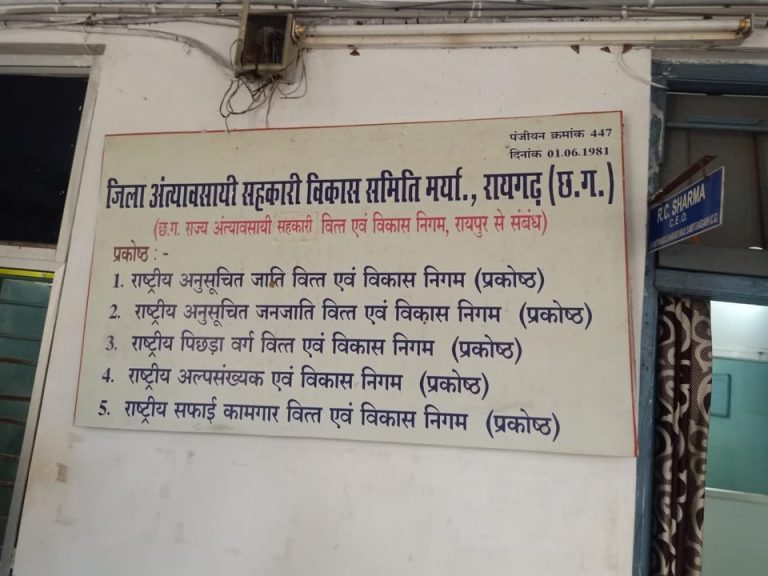 पंजीयन क्रमांक 447
दिनांक 01.06.1981
जिला अंत्यावसायी सहकारी विकास समिति मर्या., रायगढ़ (छ.ग.)
(छ.ग. राज्य अंत्यावसायी सहकारी वित्त एवं विकास निगम, रायपुर से संबंध)
प्रकोष्ठ : -
1. राष्ट्रीय अनुसूचित जाति वित्त एवं विकास निगम (प्रकोष्ठ)
2. राष्ट्रीय अनुसूचित जनजाति वित्त एवं विकास निगम (प्रकोष्ठ)
3. राष्ट्रीय पिछड़ा वर्ग वित्त एवं विकास निगम (प्रकोष्ठ)
4. राष्ट्रीय अल्पसंख्यक एवं विकास निगम (प्रकोष्ठ)
5. राष्ट्रीय सफाई कामगार वित्त एवं विकास निगम (प्रकोष्ठ)
R.C. SHARMA
C.E.O.